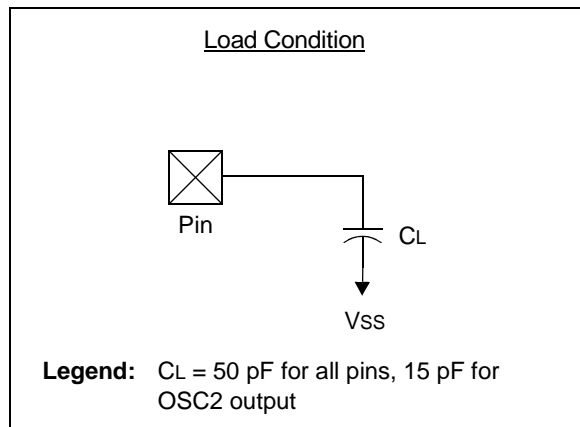 Load Condition
Pin
CL
VSS
Legend: CL = 50 pF for all pins, 15 pF for
OSC2 output